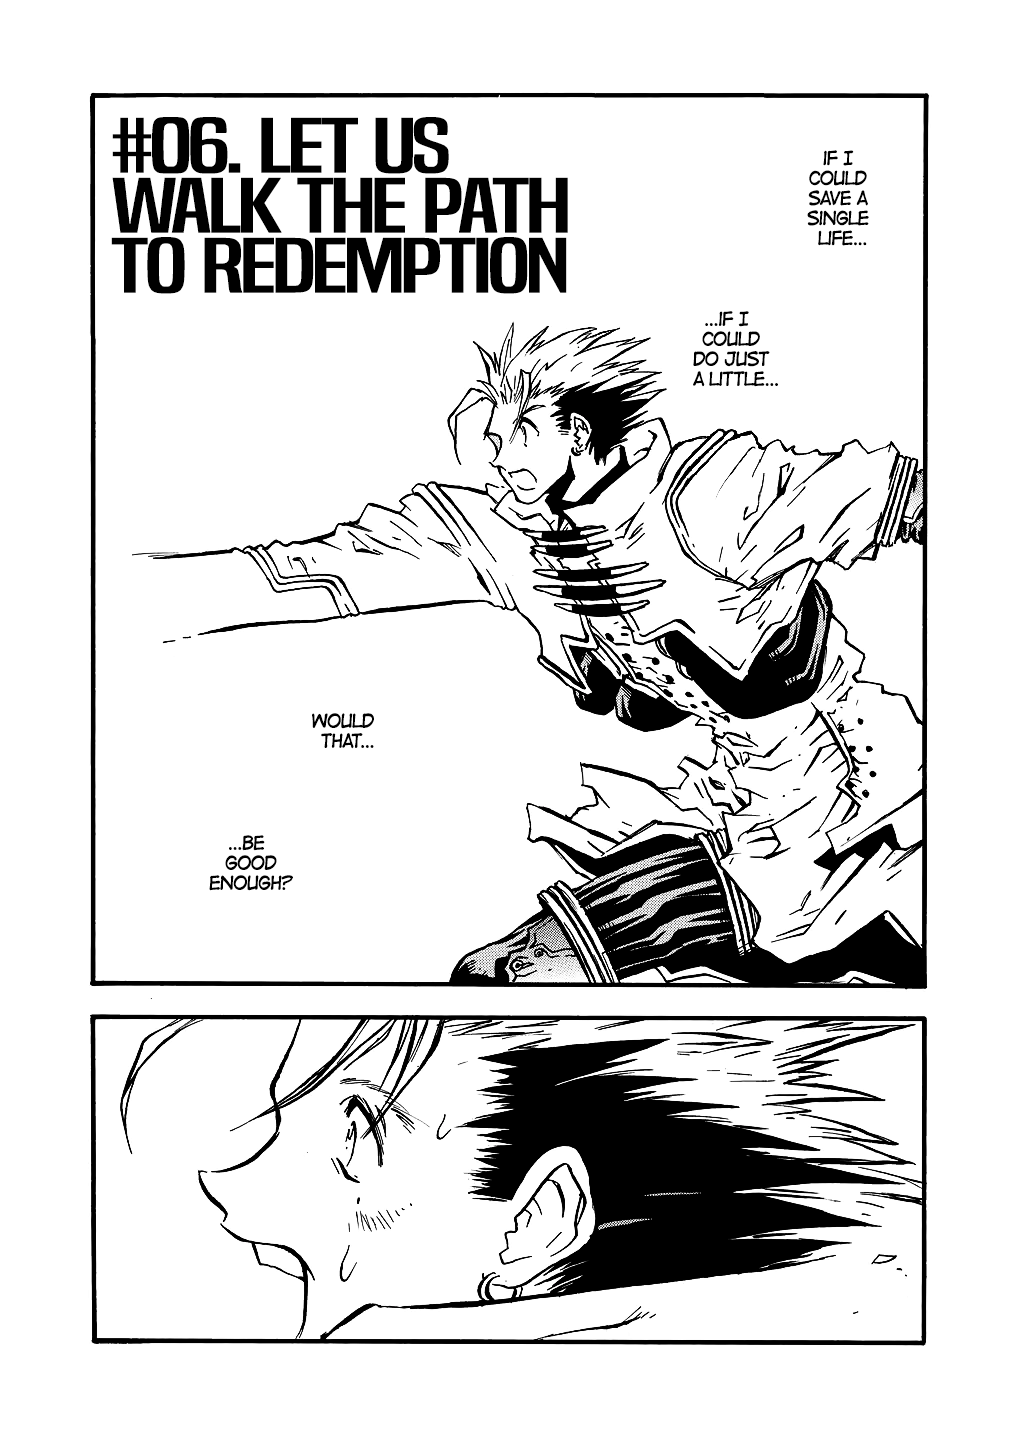 #06. LET US
WALK THE PATH
TO REDEMPTION
IF I
COULD
SAVE A
SINGLE
LIFE...
...IF I
COULD
DO JUST
A LITTLE...
WOULD
THAT...
...BE
GOOD
ENOUGH?